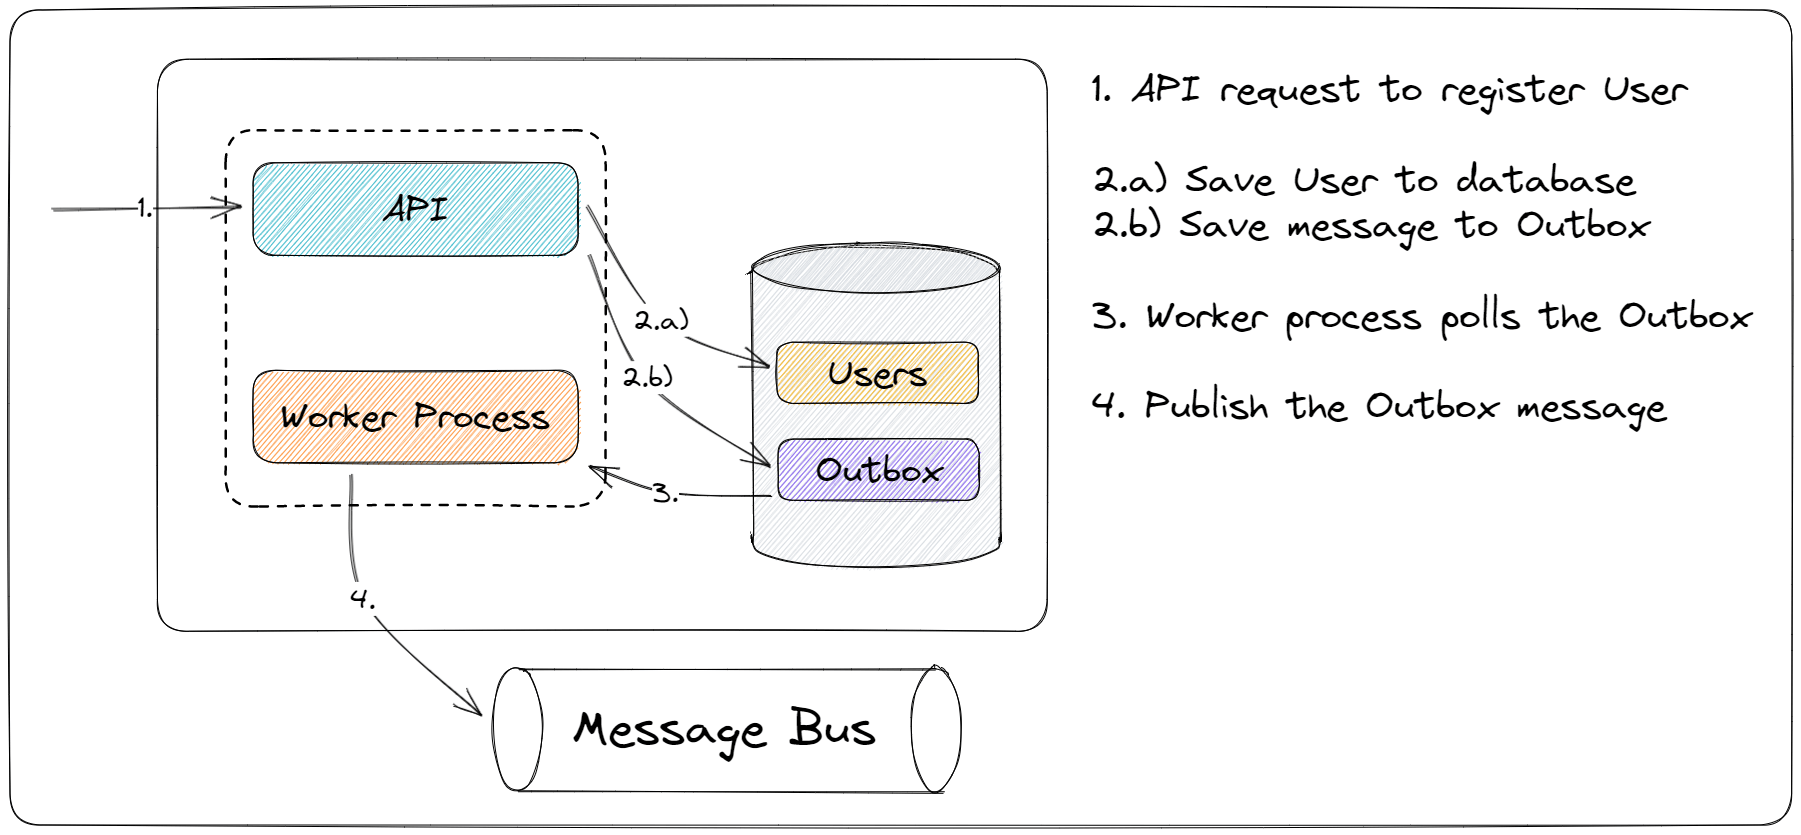 1. API request to register User
2.a) Save User to database
2.b) Save message to Outbox
3. Worker process polls the Outbox
4. Publish the Outbox message
1.
API
2.a)
2.b)
Users
Worker Process
Outbox
3.
4.
Message Bus